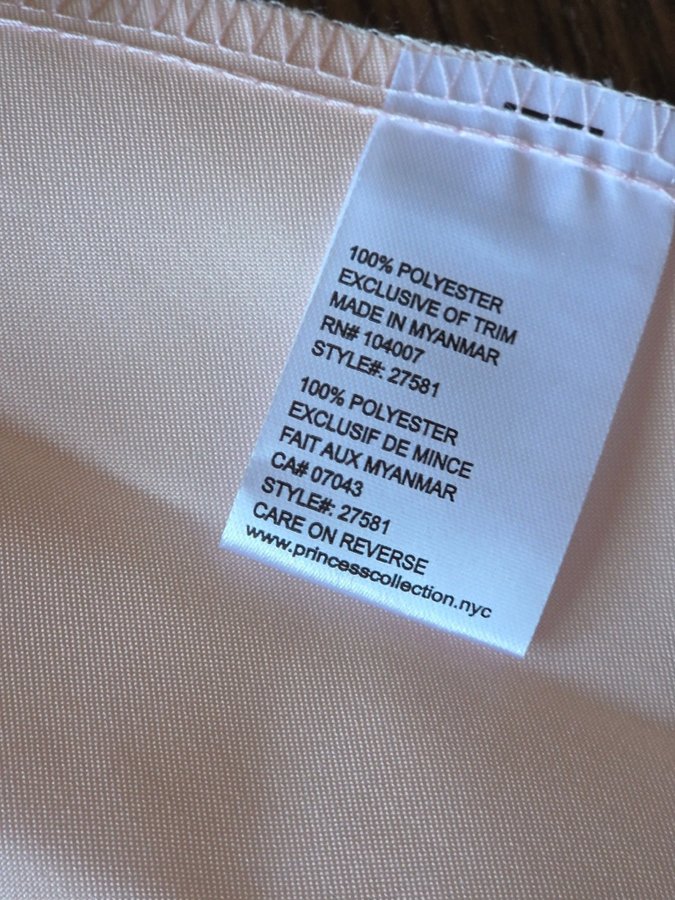 100% POLYESTER
EXCLUSIVE OF TRIM
MADE IN MYANMAR
RN# 104007
STYLE#: 27581
100% POLYESTER
EXCLUSIF DE MINCE
FAIT AUX MYANMAR
CA# 07043
STYLE#: 27581
CARE ON REVERSE
www.princesscollection.nyc